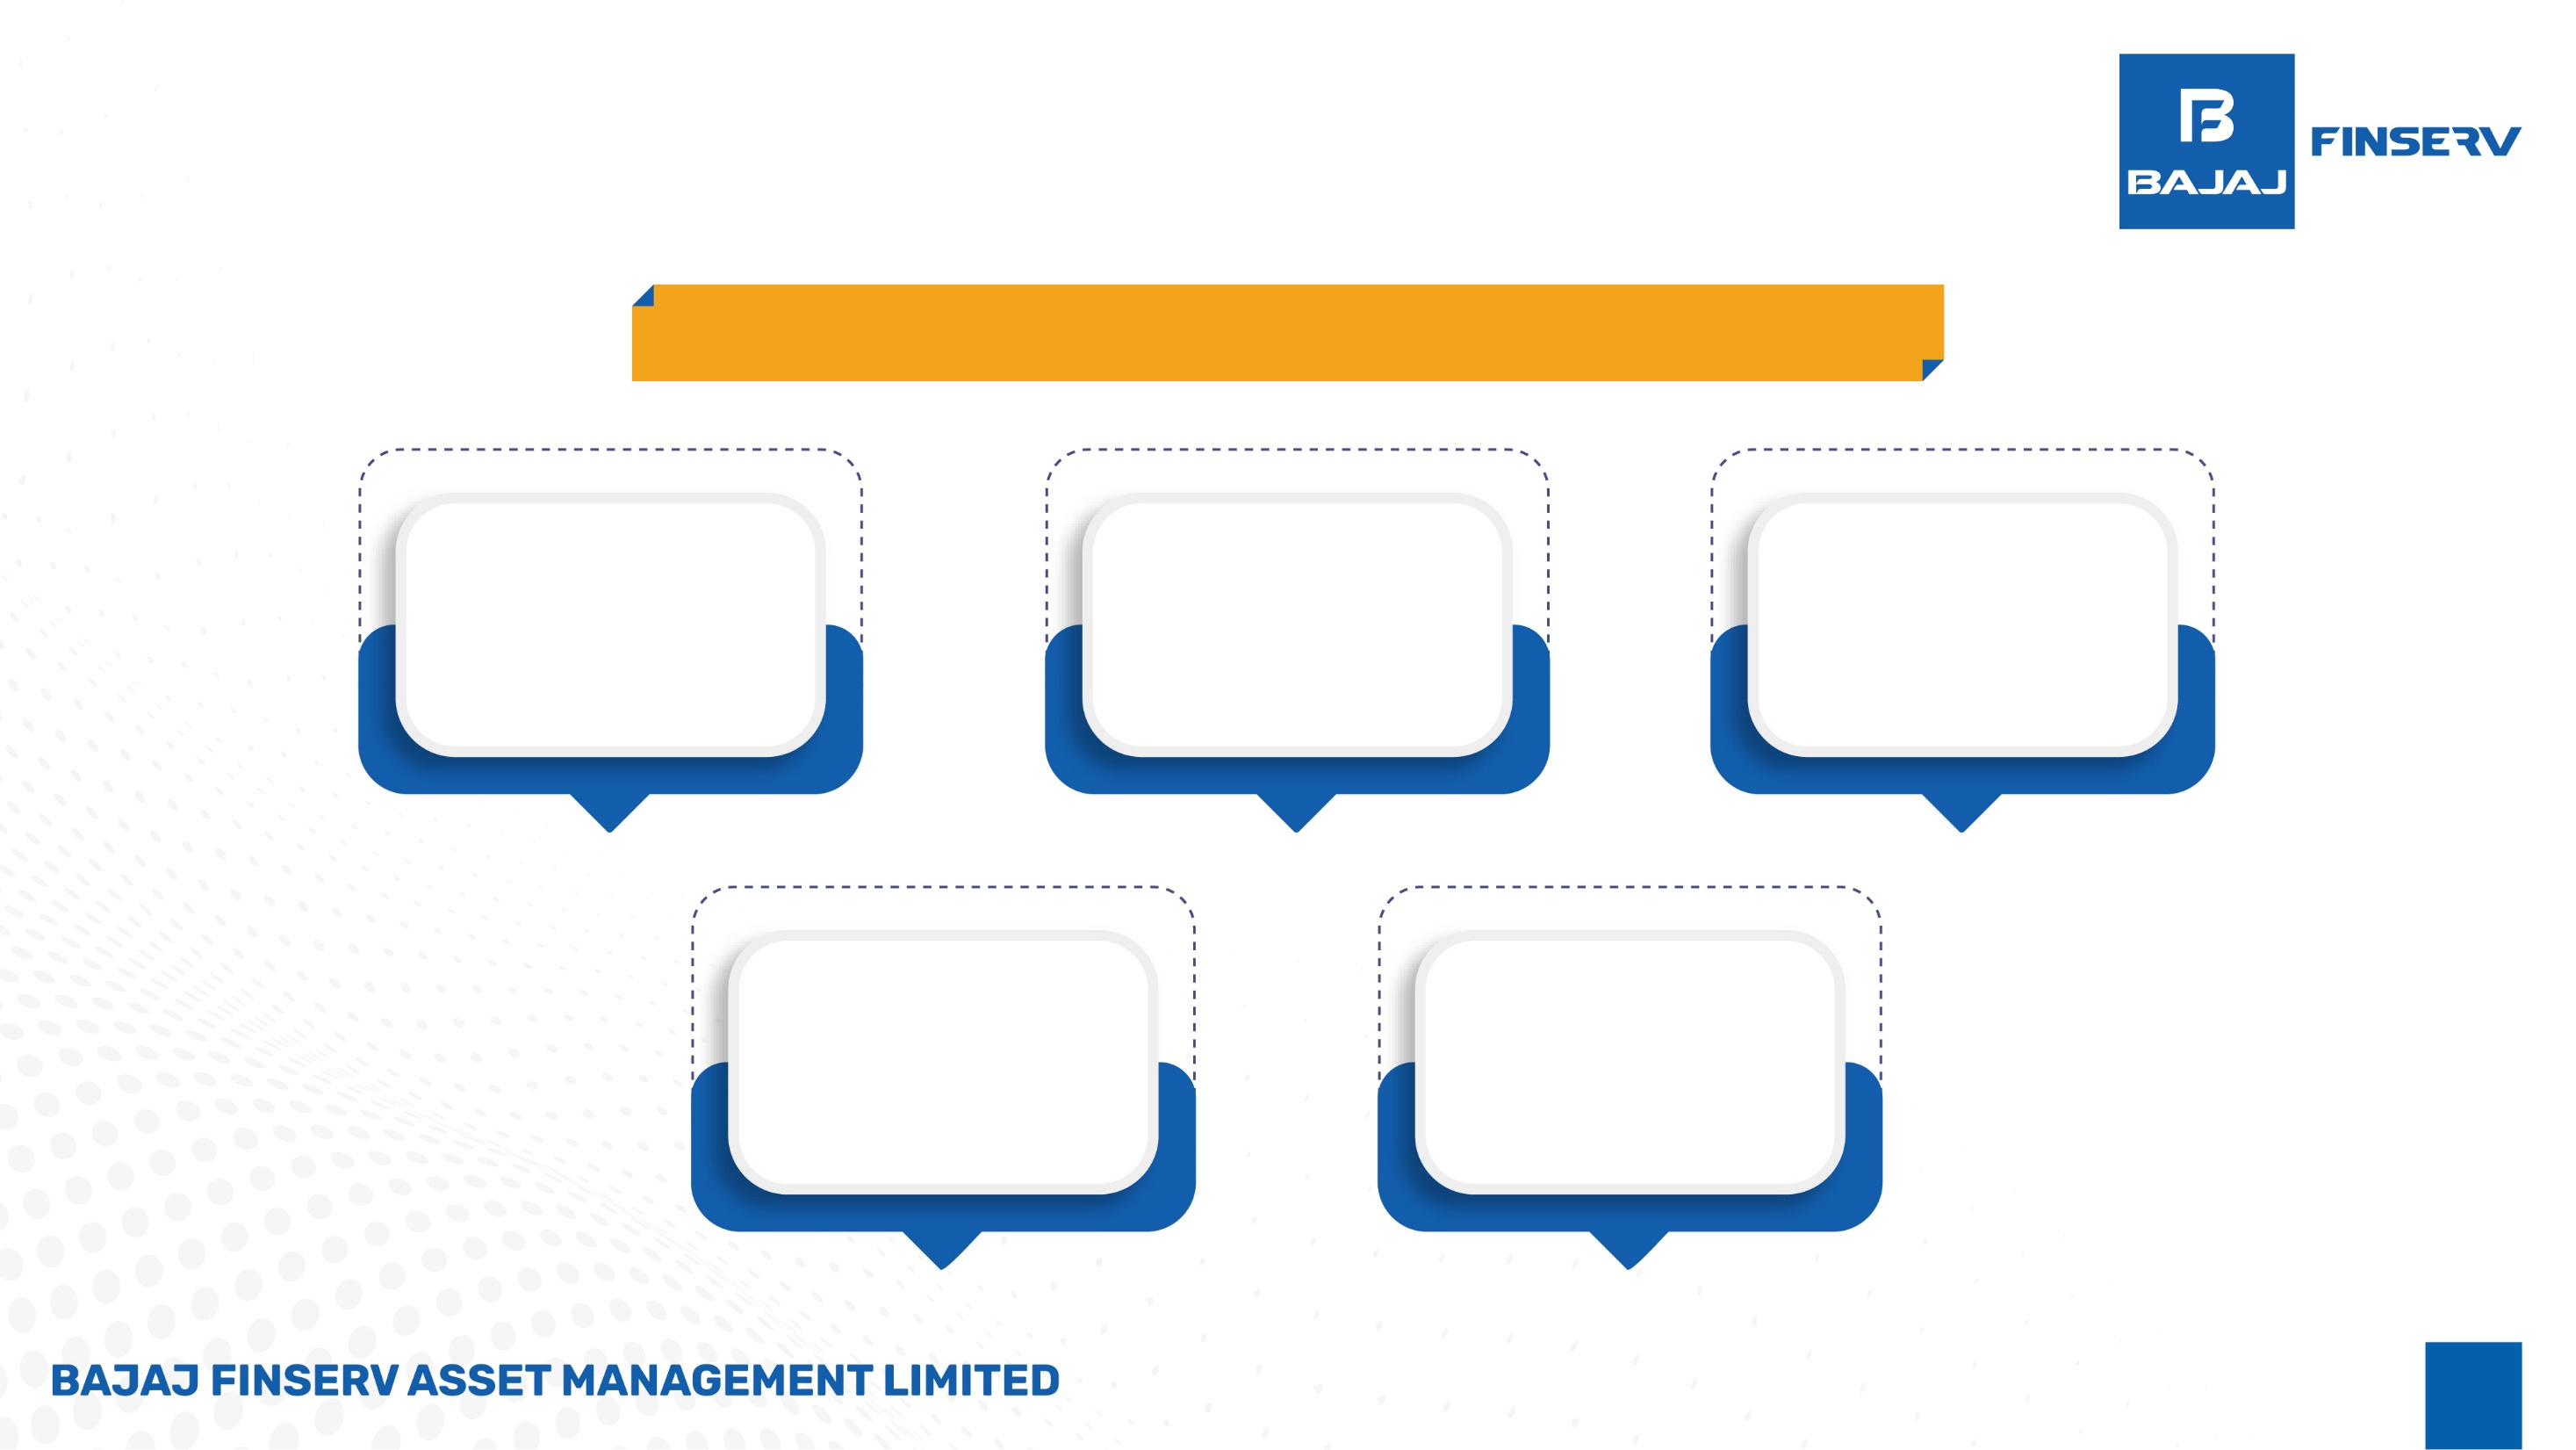 BAJAJ
FINSERV
BAJAJ FINSERV ASSET MANAGEMENT LIMITED